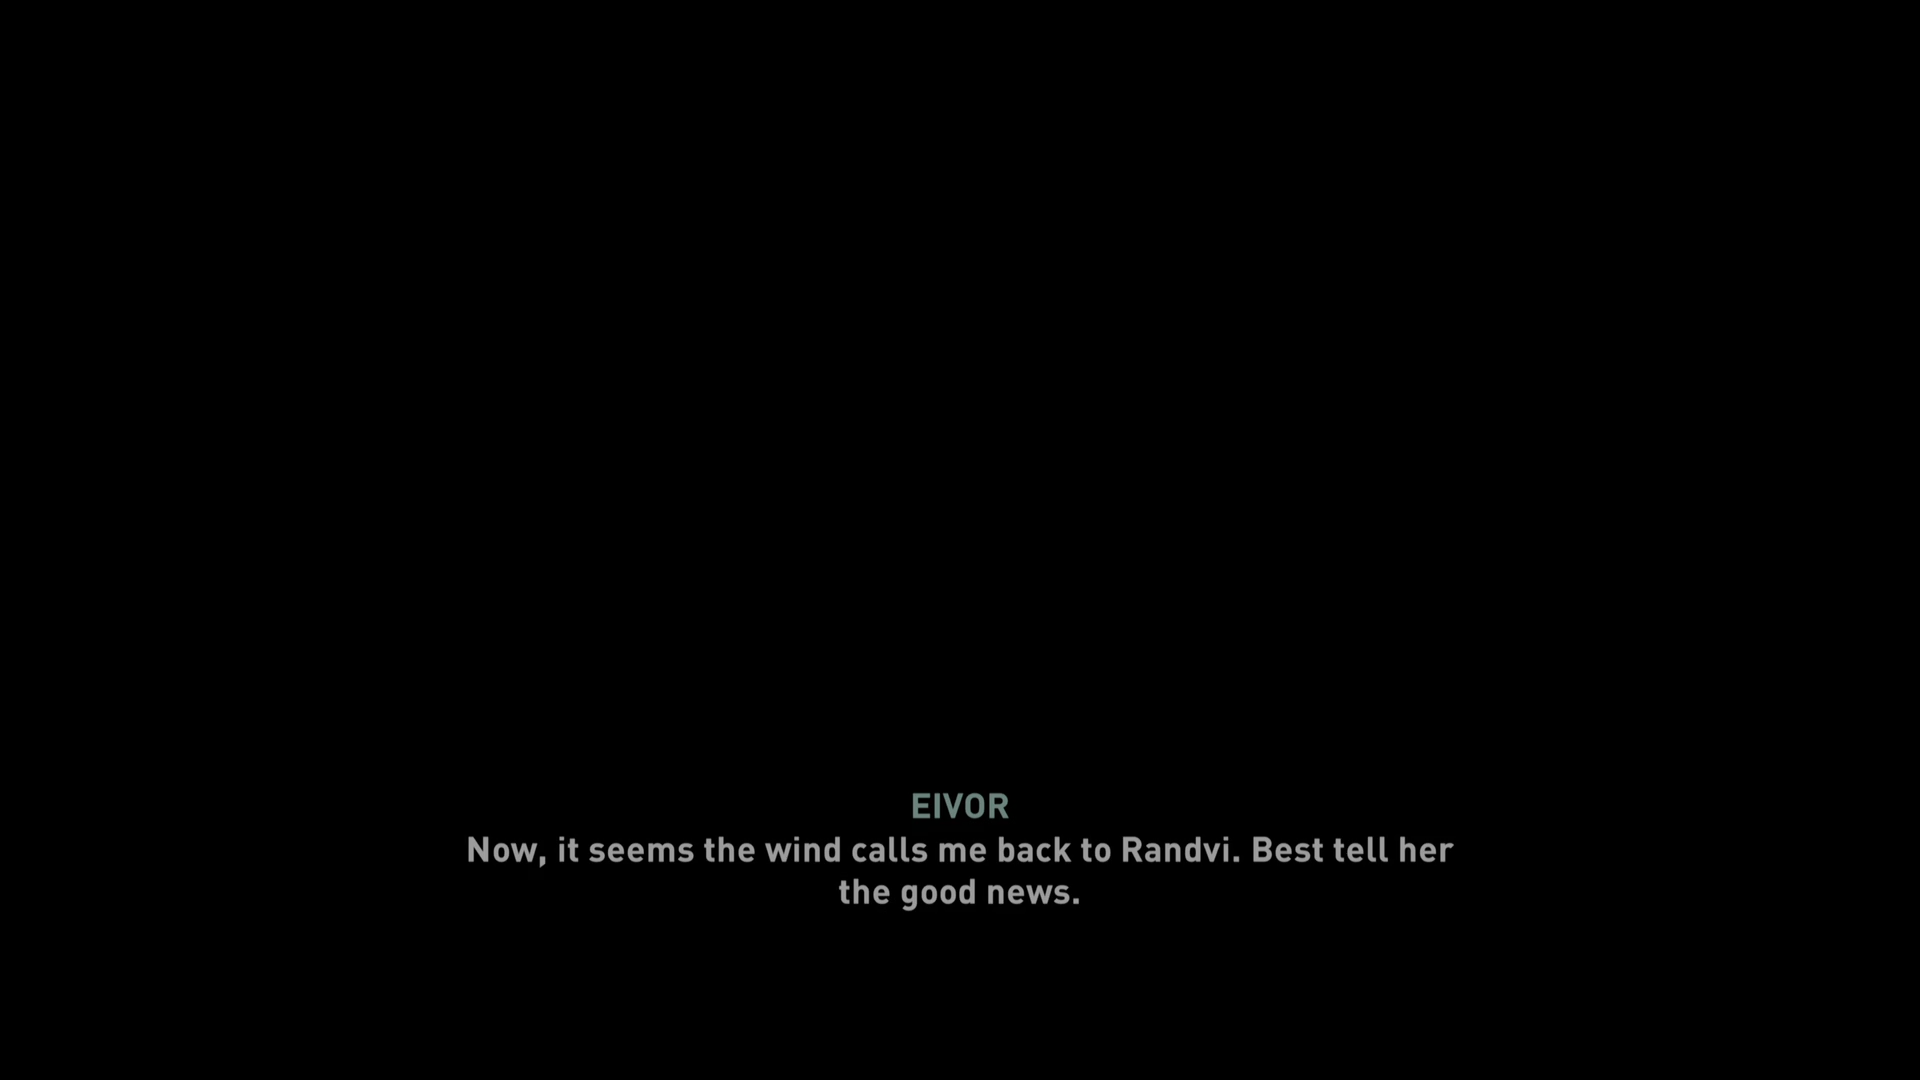 EIVOR
Now, it seems the wind calls me back to Randvi. Best tell her
the good news.